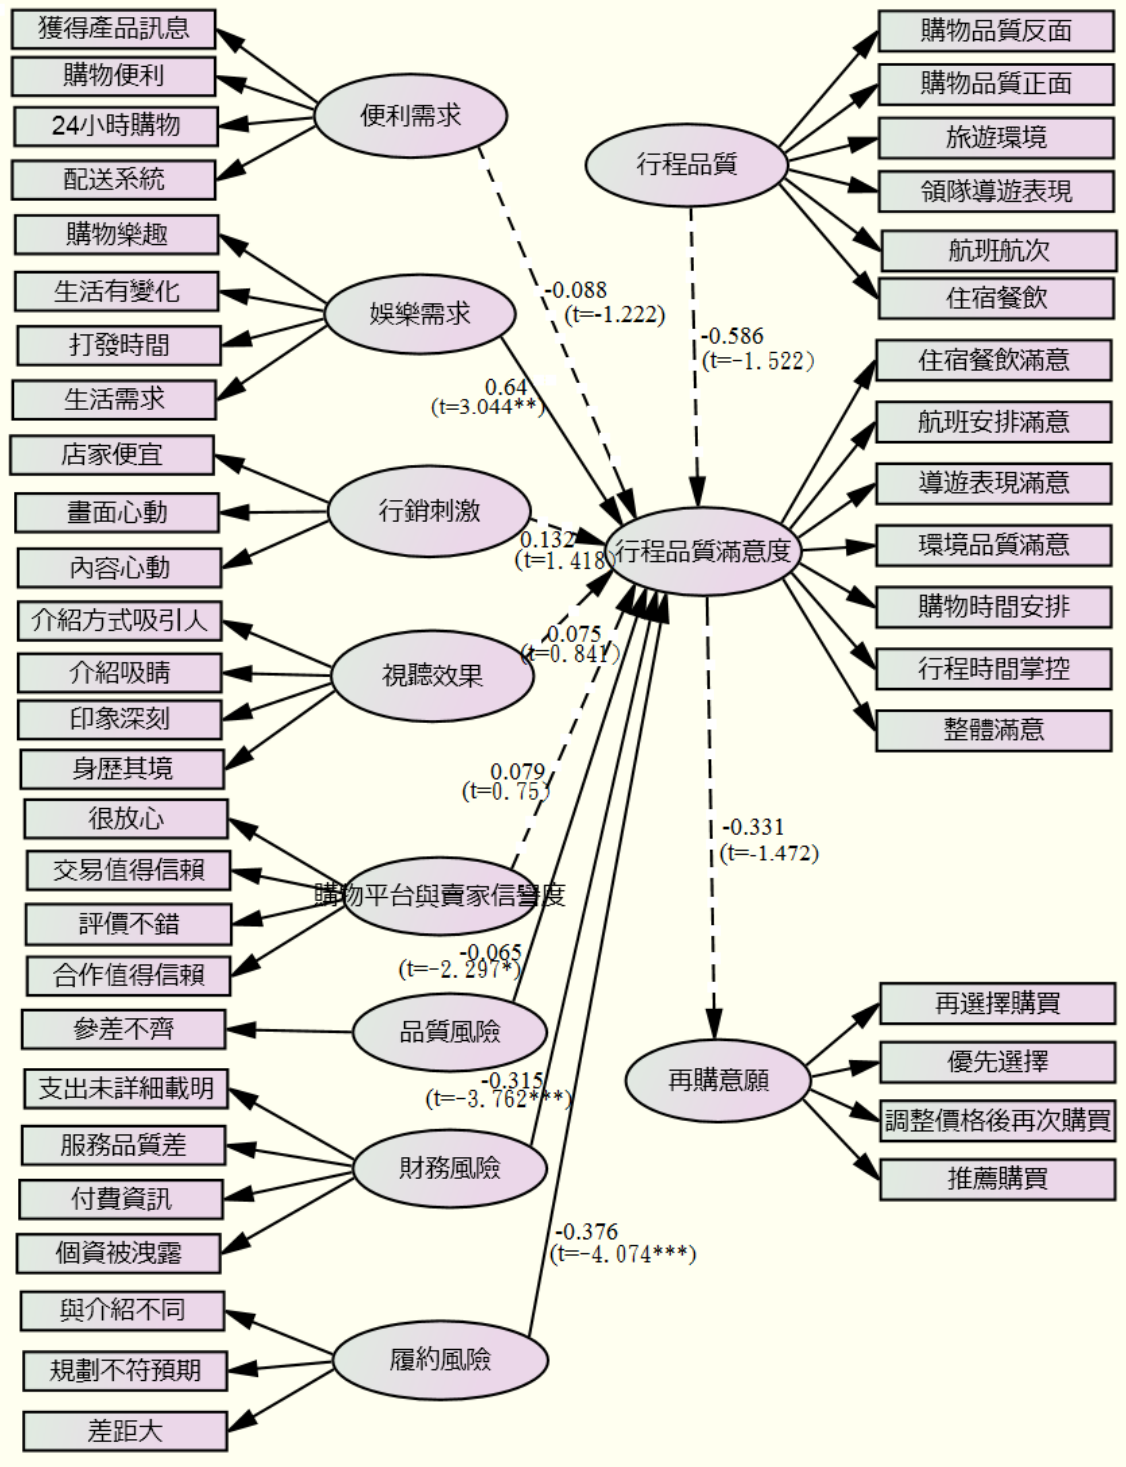 獲得產品訊息
購物便利
24小時購物
配送系統
便利需求
購物樂趣
生活有變化
打發時間
生活需求
娛樂需求
店家便宜
畫面心動
內容心動
行銷刺激
介紹方式吸引人
介紹吸睛
印象深刻
身歷其境
視聽效果
很放心
交易值得信賴
評價不錯
合作值得信賴
購物平台與賣家信譽度
參差不齊
品質風險
支出未詳細載明
服務品質差
付費資訊
個資被洩露
財務風險
與介紹不同
規劃不符預期
差距大
履約風險
-0.088
(t=-1.222)
0.64
(t=3.044**)
0.132
(t=1.418)
0.075
(t=0.841)
0.079
(t=0.75)
-0.065
(t=-2.297*)
-0.315
(t=-3.762***)
-0.376
(t=-4.074***)
行程品質
購物品質反面
購物品質正面
旅遊環境
領隊導遊表現
航班航次
住宿餐飲
-0.586
(t=-1.522)
行程品質滿意度
住宿餐飲滿意
航班安排滿意
導遊表現滿意
環境品質滿意
購物時間安排
行程時間掌控
整體滿意
-0.331
(t=-1.472)
再購意願
再選擇購買
優先選擇
調整價格後再次購買
推薦購買